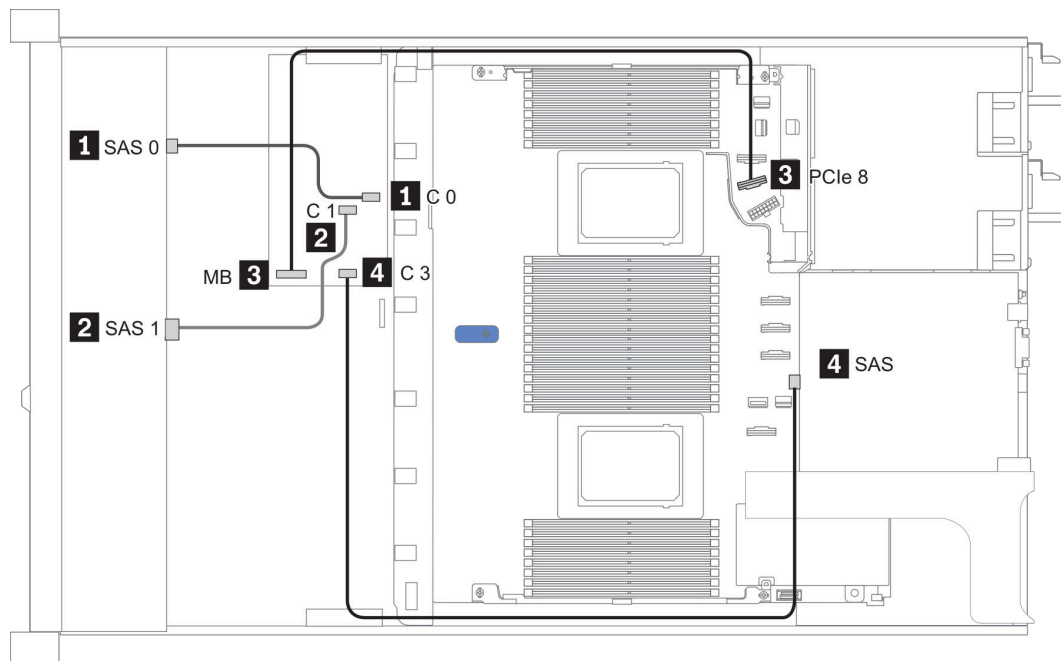 1 SAS 0
3 PCIe 8
1 C 0
C 1
2
MB 3
4 C 3
2 SAS 1
4 SAS